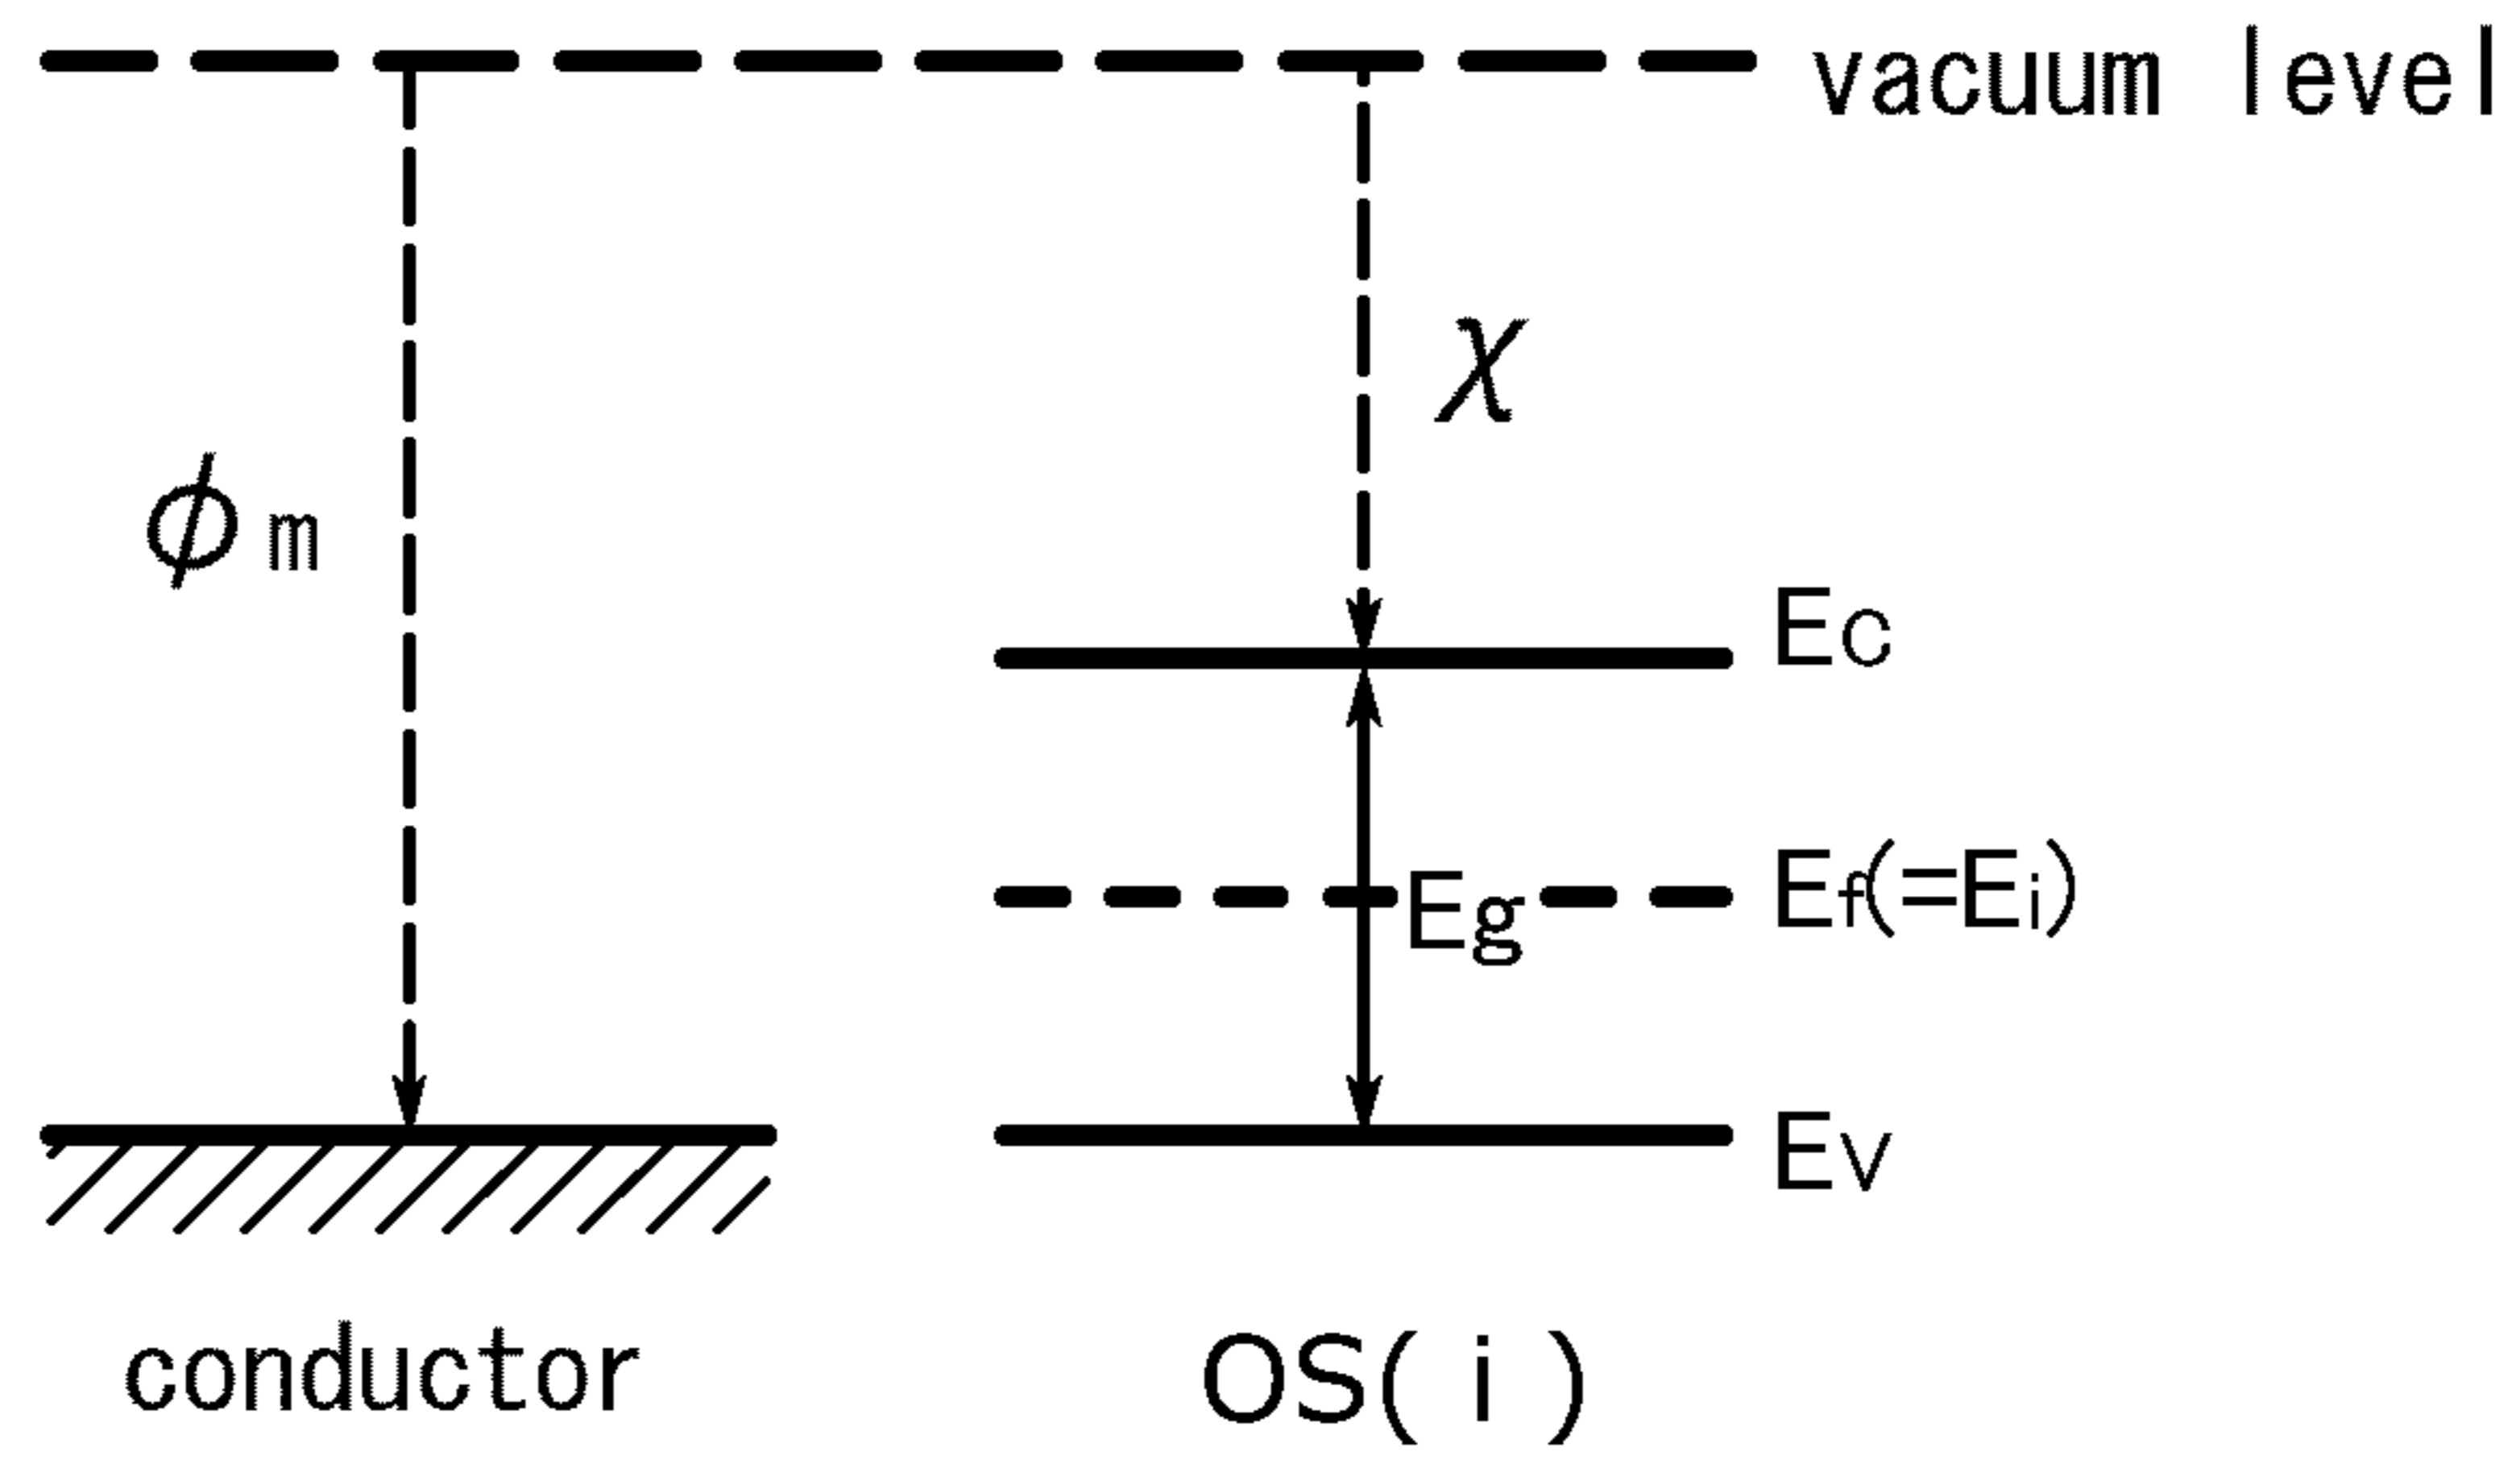 vacuum level
χ
ϕm
Ec
Ef(=Ei)
Eg
Ev
conductor
OS( i )